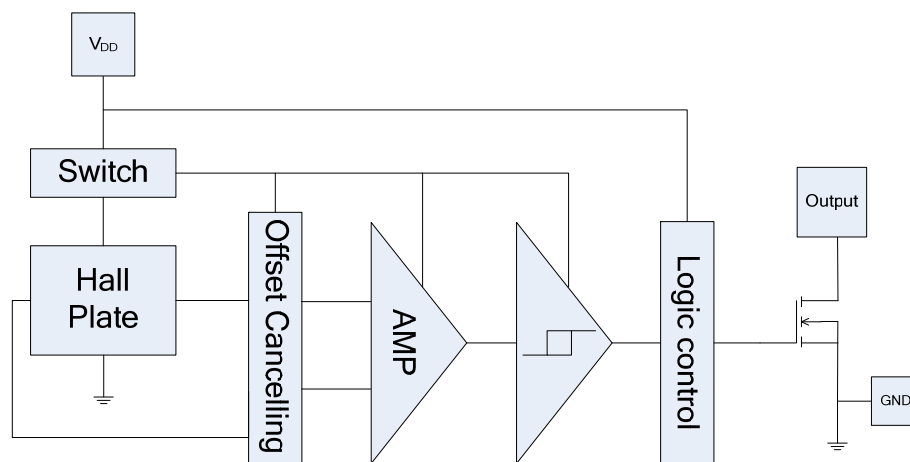 VDD
Switch
Hall
Plate
Offset Cancelling
AMP
Logic control
Output
GND